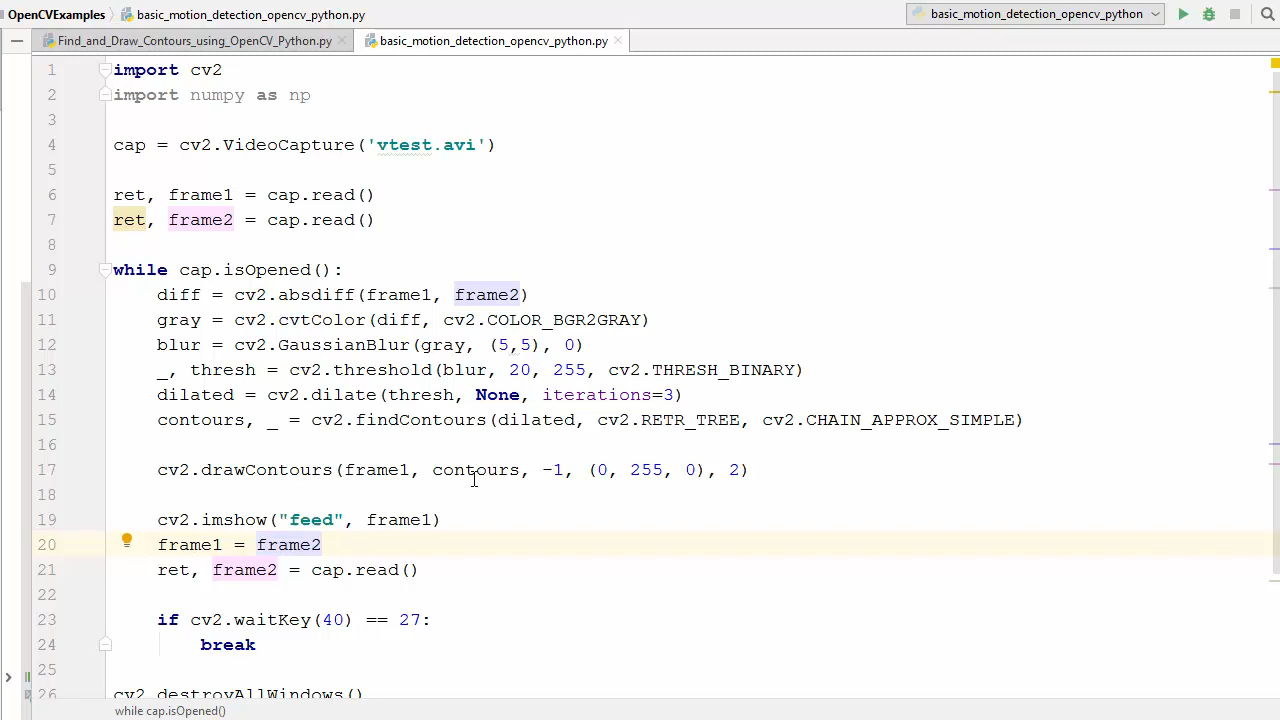 OpenCVExamples basic_motion_detection_opencv_python.py basic_motion_detection_opencv_python
Find_and_Draw_Contours_using_OpenCV_Python.py basic_motion_detection_opencv_python.py
1 import cv2
2 import numpy as np
3
4 cap = cv2.VideoCapture('vtest.avi')
5
6 ret, frame1 = cap.read()
7 ret, frame2 = cap.read()
8
9 while cap.isOpened():
10 diff = cv2.absdiff(frame1, frame2)
11 gray = cv2.cvtColor(diff, cv2.COLOR_BGR2GRAY)
12 blur = cv2.GaussianBlur(gray, (5,5), 0)
13 _, thresh = cv2.threshold(blur, 20, 255, cv2.THRESH_BINARY)
14 dilated = cv2.dilate(thresh, None, iterations=3)
15 contours, _ = cv2.findContours(dilated, cv2.RETR_TREE, cv2.CHAIN_APPROX_SIMPLE)
16
17 cv2.drawContours(frame1, contours, -1, (0, 255, 0), 2)
18
19 cv2.imshow("feed", frame1)
20 frame1 = frame2
21 ret, frame2 = cap.read()
22
23 if cv2.waitKey(40) == 27:
24 break
25
26 cv2.destroyAllWindows()
while cap.isOpened()